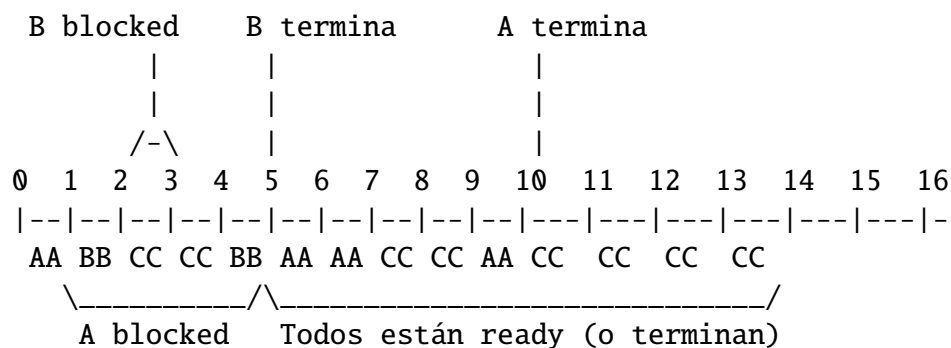 B blocked    B termina        A termina
          |        |                   |
          |        |                   |
        /-\       |                   |
0  1  2  3  4  5  6  7  8  9  10  11  12  13  14  15  16
|--|--|--|--|--|--|--|--|--|--|---|---|---|---|---|---|-
 AA BB CC CC BB AA AA CC CC AA CC  CC  CC  CC
   \__________/\_____________________________/
    A blocked   Todos están ready (o terminan)